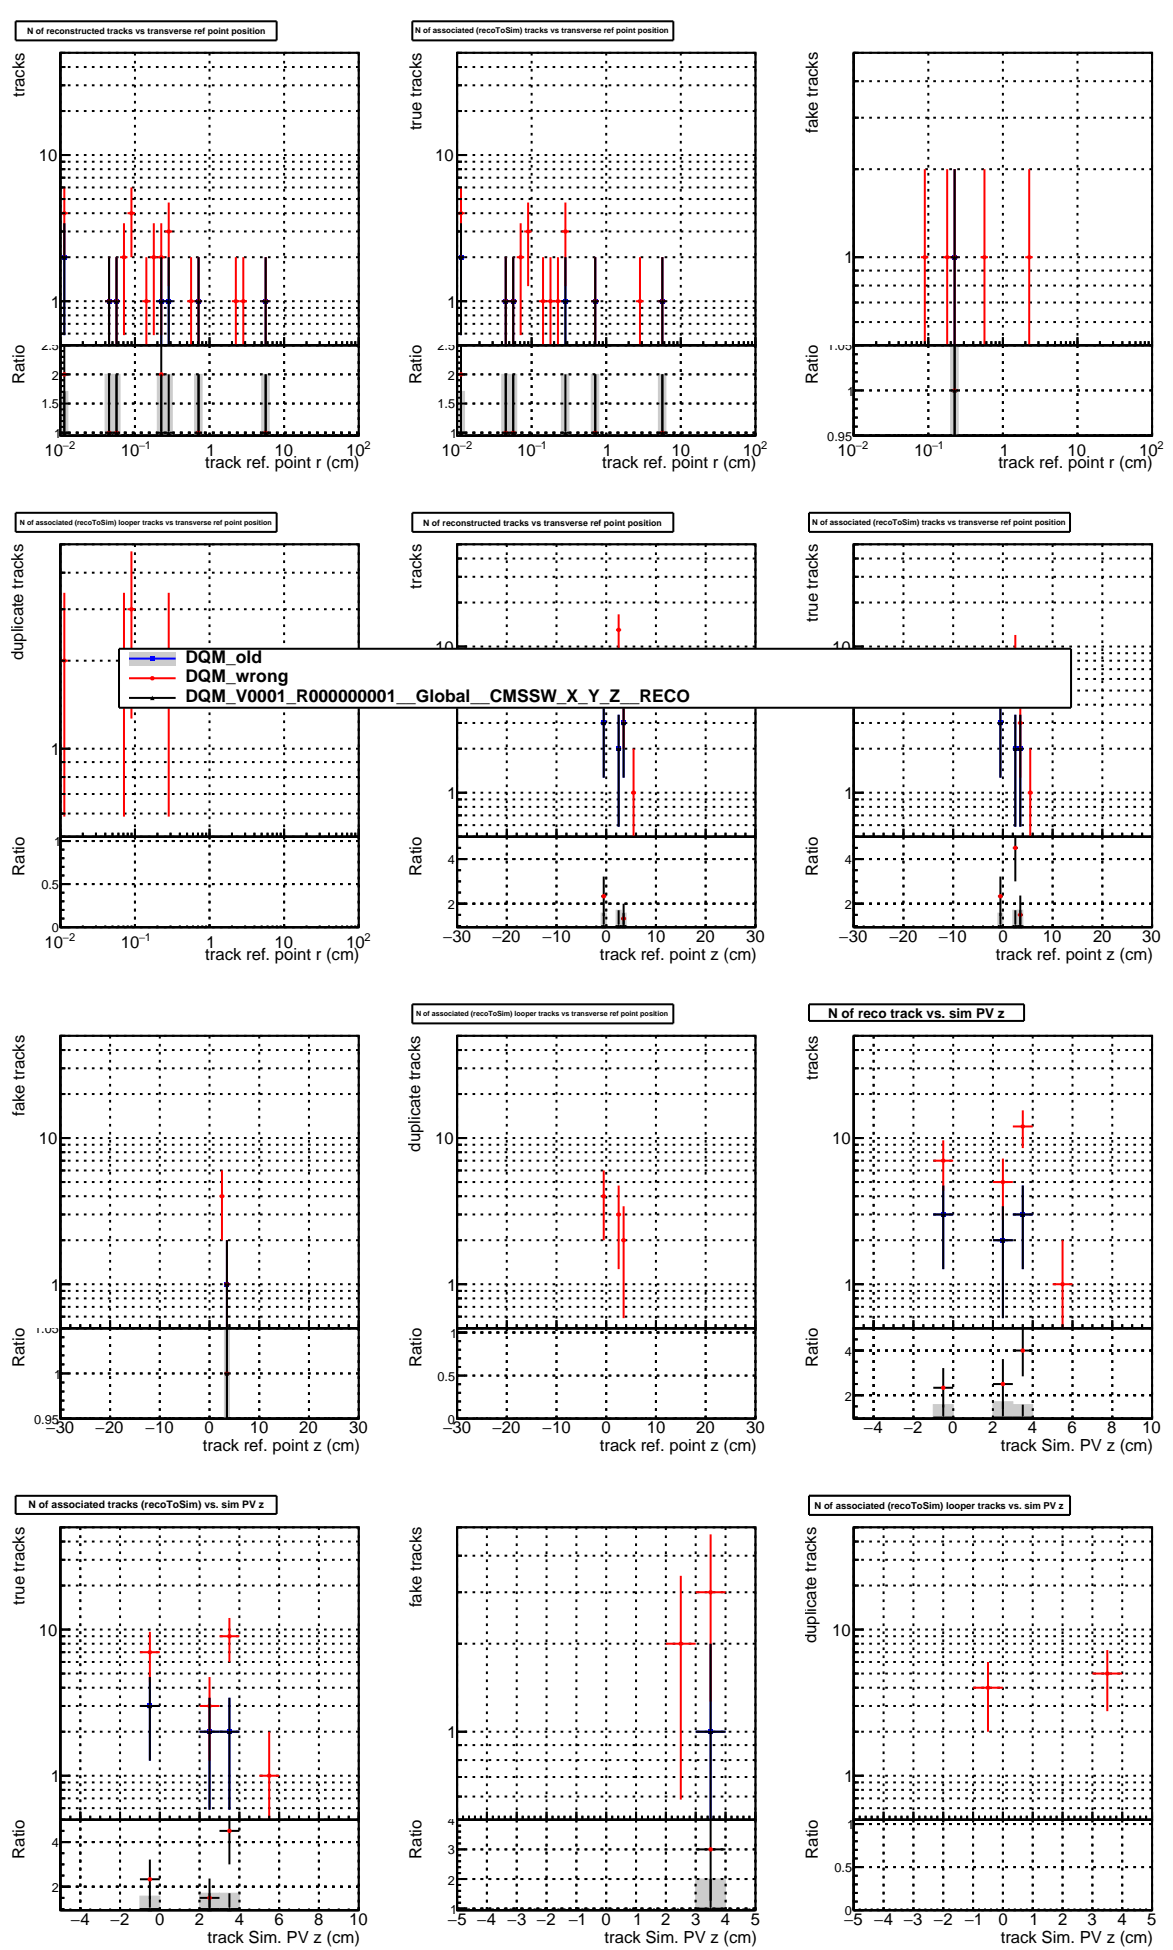 N of reconstructed tracks vs transverse ref point position
tracks
10
1
Ratio
2.5
2
1.5
1
10−2 10−1 1 10 102
track ref. point r (cm)
N of associated (recoToSim) tracks vs transverse ref point position
true tracks
10
1
Ratio
2.5
2
1.5
1
10−2 10−1 1 10 102
track ref. point r (cm)
fake tracks
1
Ratio
1.05
1
0.95
10−2 10−1 1 10 102
track ref. point r (cm)
N of associated (recoToSim) looper tracks vs transverse ref point position
duplicate tracks
1
Ratio
1
0.5
0
10−2 10−1 1 10 102
track ref. point r (cm)
N of reconstructed tracks vs transverse ref point position
tracks
10
1
Ratio
4
2
−30 −20 −10 0 10 20 30
track ref. point z (cm)
N of associated (recoToSim) tracks vs transverse ref point position
true tracks
10
1
Ratio
4
2
−30 −20 −10 0 10 20 30
track ref. point z (cm)
DQM_old
DQM_wrong
DQM_V0001_R000000001__Global__CMSSW_X_Y_Z__RECO
fake tracks
10
1
Ratio
1.05
1
0.95
−30 −20 −10 0 10 20 30
track ref. point z (cm)
N of associated (recoToSim) looper tracks vs transverse ref point position
duplicate tracks
10
1
Ratio
1
0.5
0
−30 −20 −10 0 10 20 30
track ref. point z (cm)
N of reco track vs. sim PV z
tracks
10
1
Ratio
4
2
−4 −2 0 2 4 6 8 10
track Sim. PV z (cm)
N of associated tracks (recoToSim) vs. sim PV z
true tracks
10
1
Ratio
4
2
−4 −2 0 2 4 6 8 10
track Sim. PV z (cm)
fake tracks
1
Ratio
4
3
2
1
−5 −4 −3 −2 −1 0 1 2 3 4 5
track Sim. PV z (cm)
N of associated (recoToSim) looper tracks vs. sim PV z
duplicate tracks
10
1
Ratio
1
0.5
0
−5 −4 −3 −2 −1 0 1 2 3 4 5
track Sim. PV z (cm)